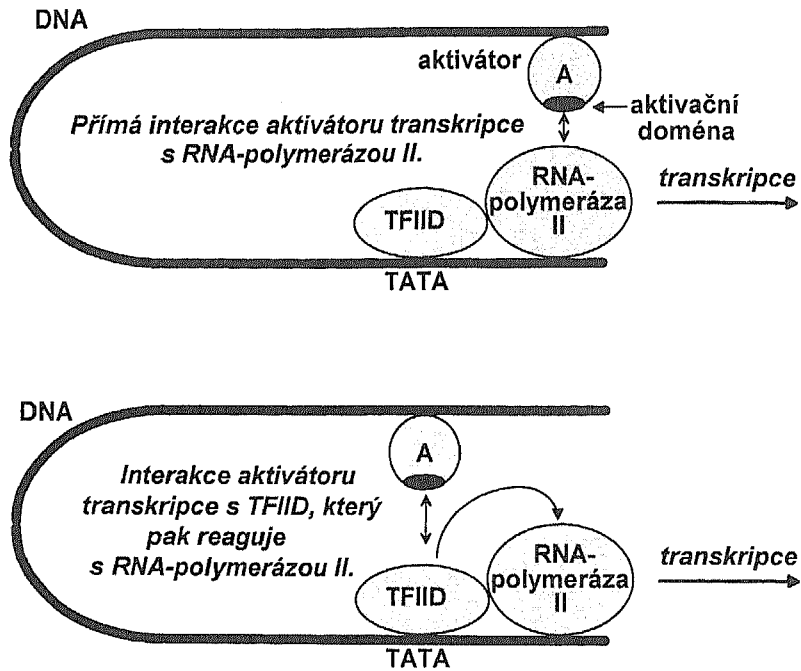 DNA
aktivátor
A
aktivační
doména
Přímá interakce aktivátoru transkripce
s RNA-polymerázou II.
RNA-
polymeráza
II
transkripce
TFIID
TATA
DNA
A
Interakce aktivátoru
transkripce s TFIID, který
pak reaguje
s RNA-polymerázou II.
RNA-
polymeráza
II
transkripce
TFIID
TATA